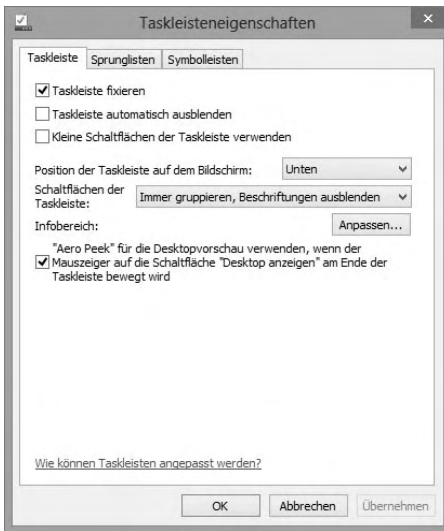 Taskleisteneigenschaften
Taskleiste Sprunglisten Symbolleisten
Taskleiste fixieren
Taskleiste automatisch ausblenden
Kleine Schaltflächen der Taskleiste verwenden
Position der Taskleiste auf dem Bildschirm: Unten
Schaltflächen der
Taskleiste: Immer gruppieren, Beschriftungen ausblenden
Infobereich: Anpassen...
"Aero Peek" für die Desktopvorschau verwenden, wenn der
Mauszeiger auf die Schaltfläche "Desktop anzeigen" am Ende der
Taskleiste bewegt wird
Wie können Taskleisten angepasst werden?
OK Abbrechen Übernehmen